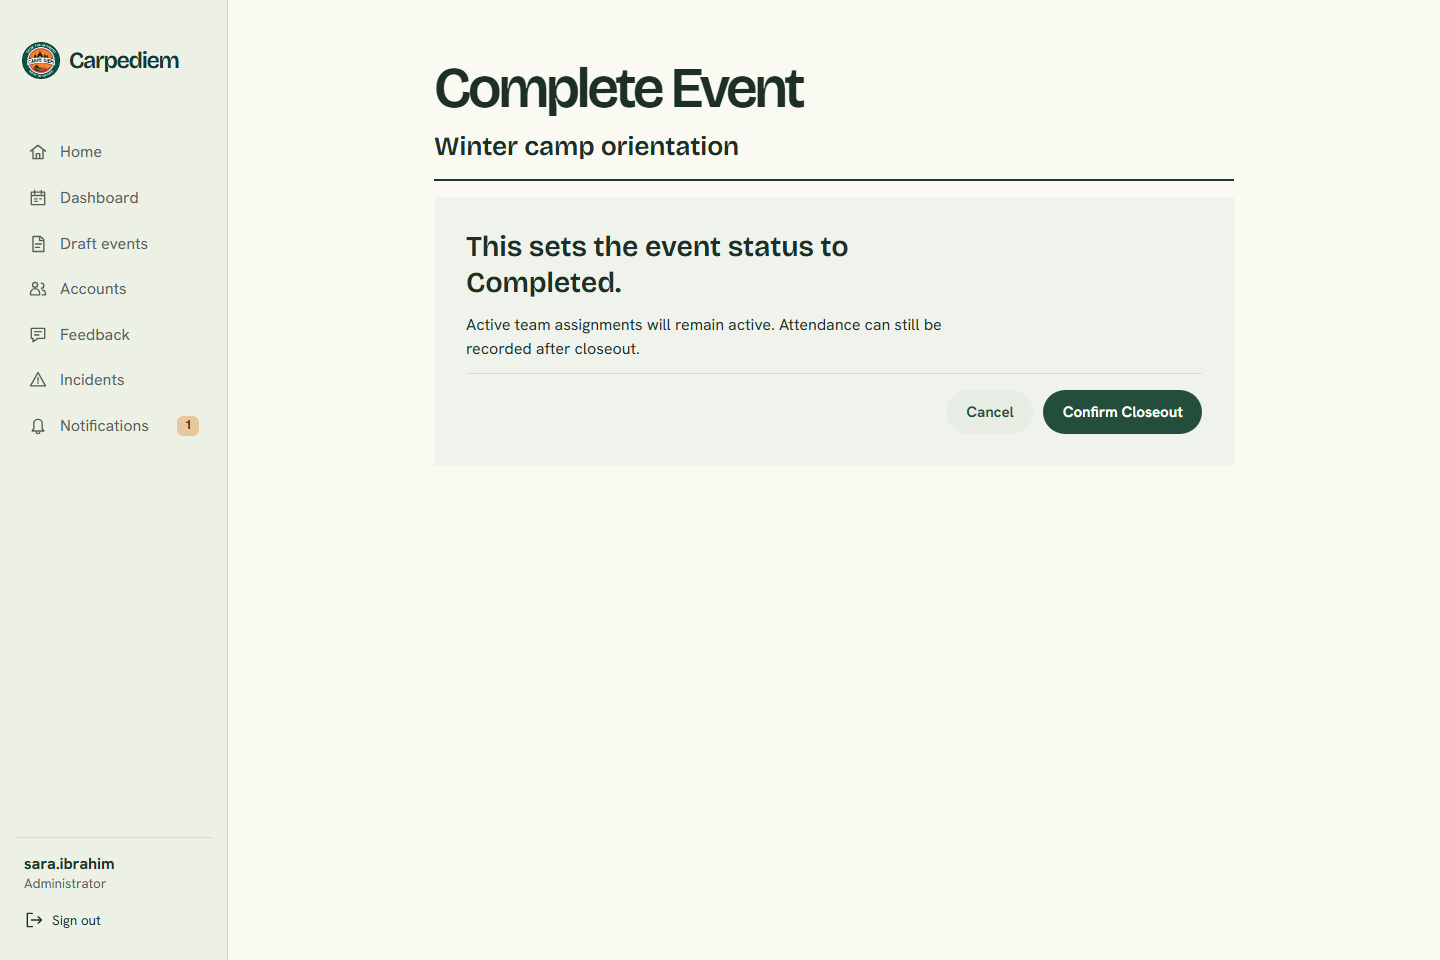 Carpediem
Home
Dashboard
Draft events
Accounts
Feedback
Incidents
Notifications 1
sara.ibrahim
Administrator
Sign out
Complete Event
Winter camp orientation
This sets the event status to
Completed.
Active team assignments will remain active. Attendance can still be
recorded after closeout.
Cancel Confirm Closeout